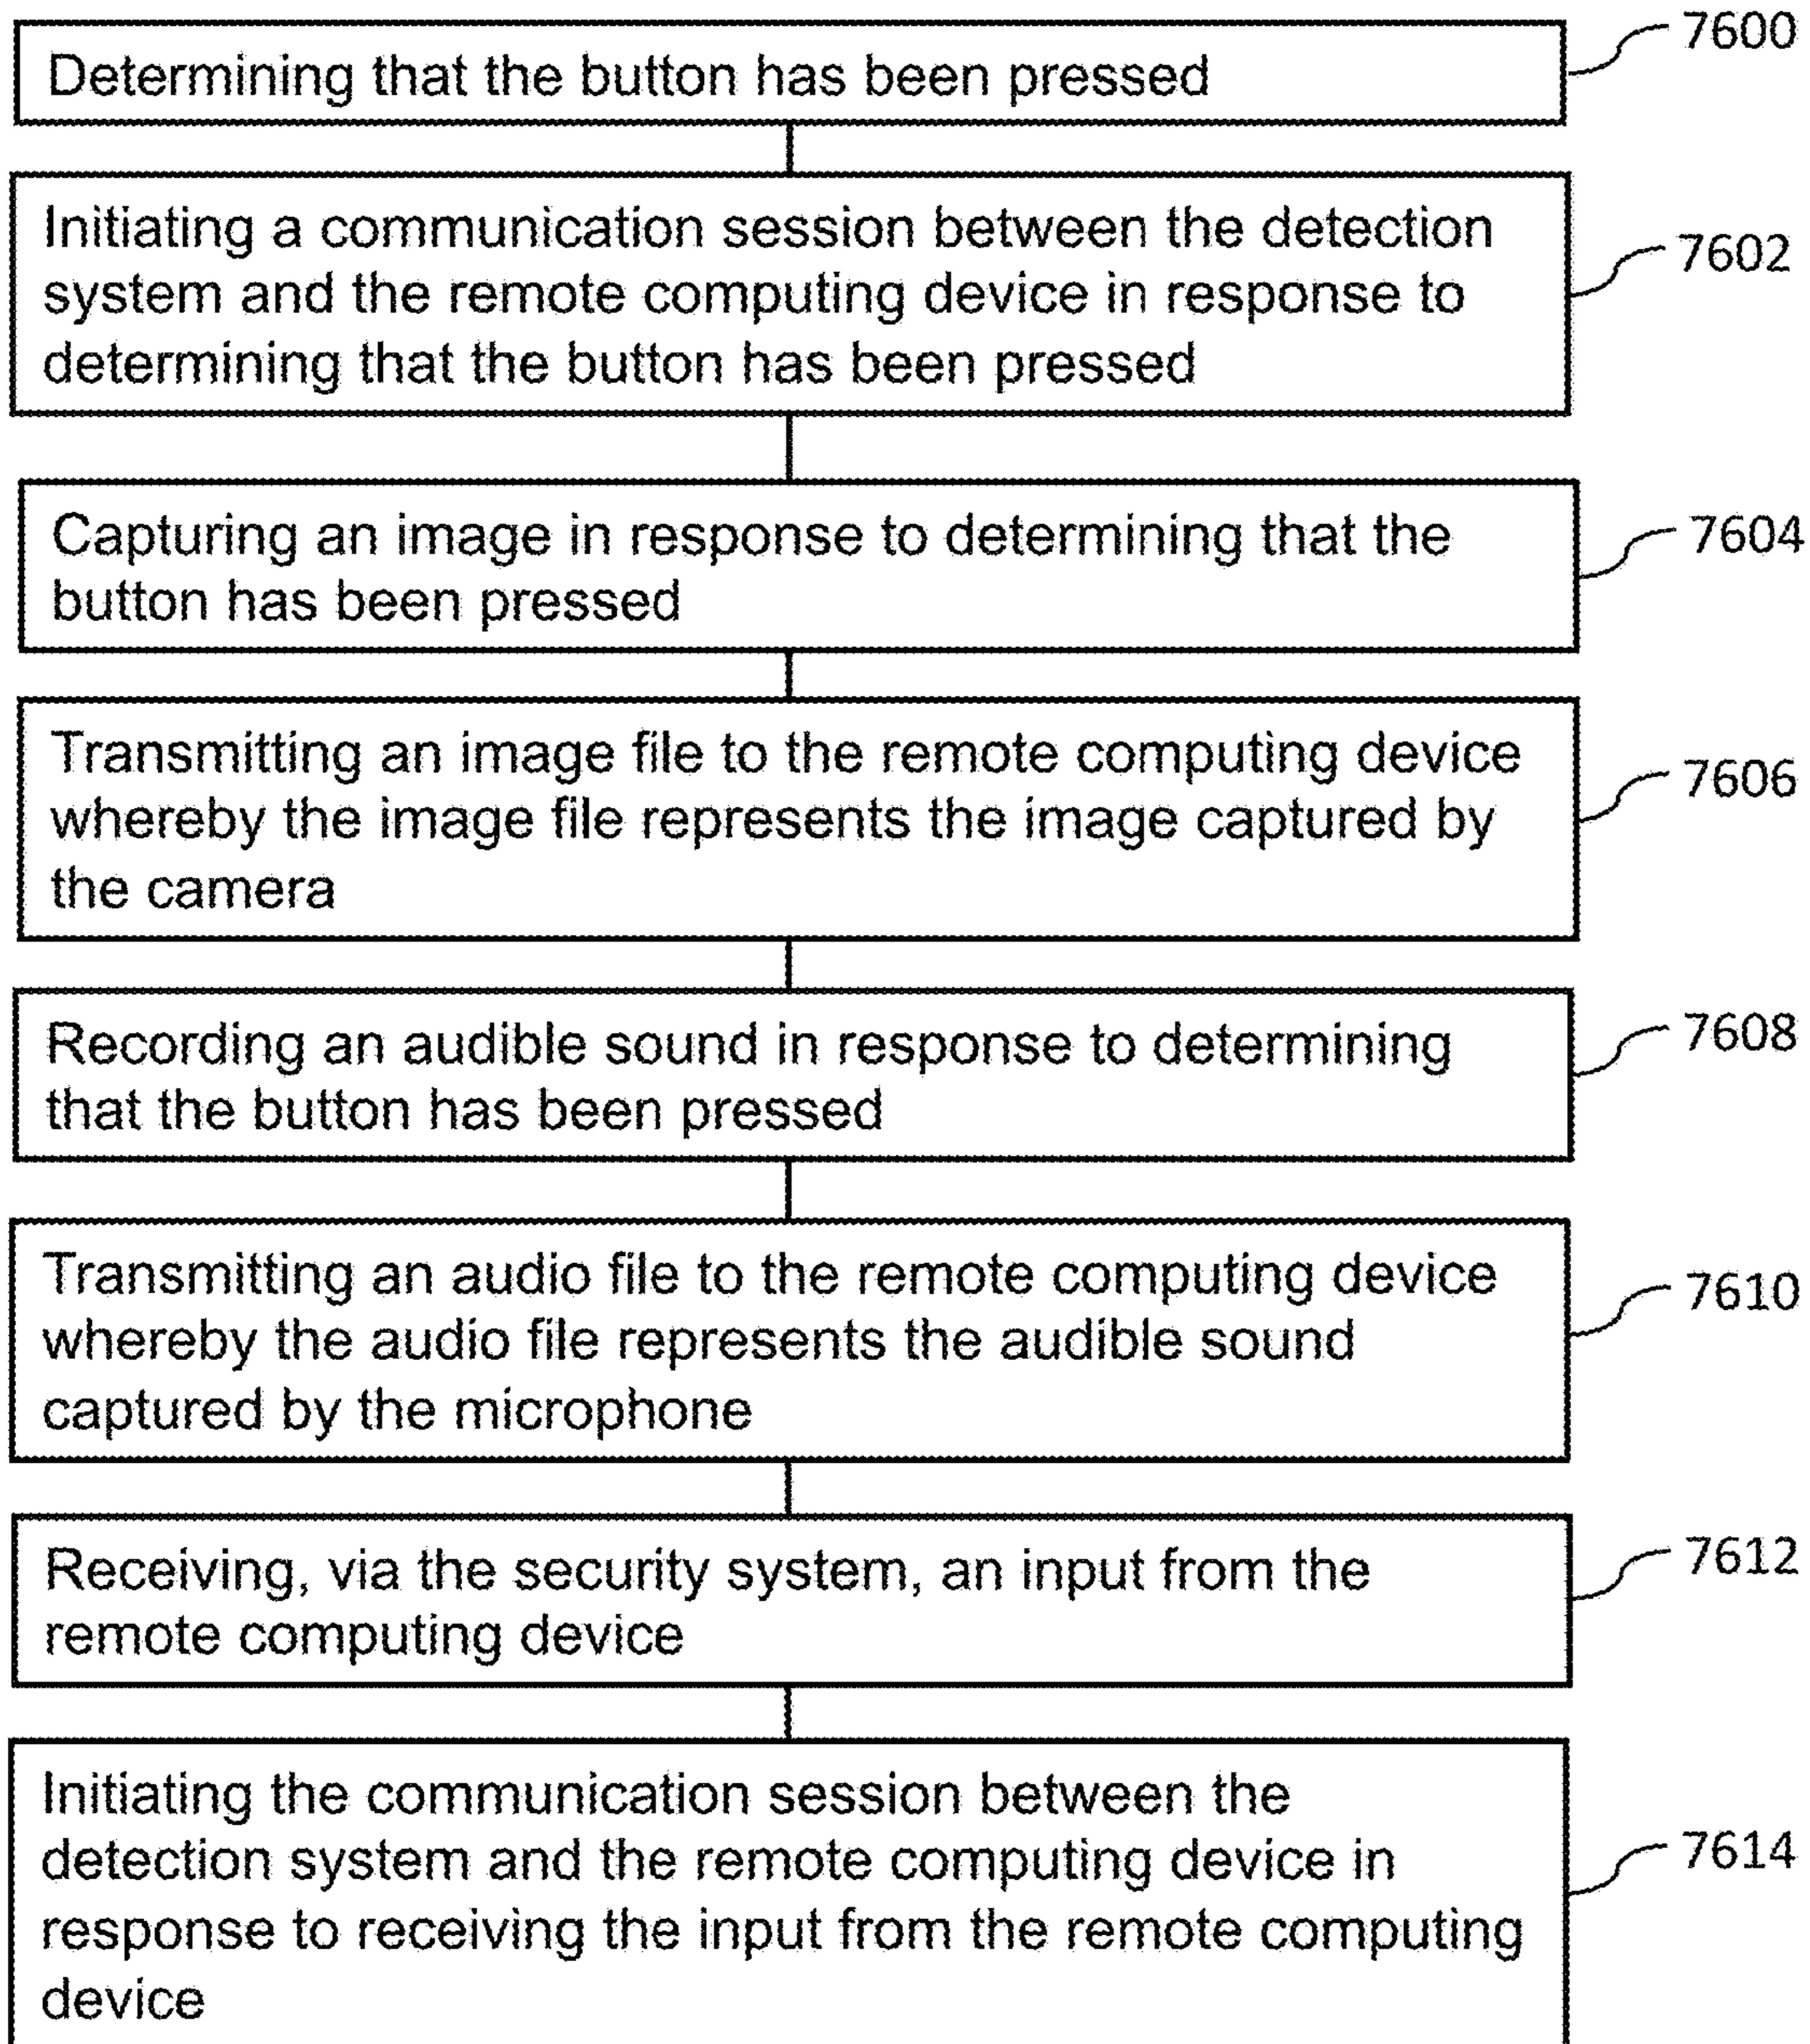 Determining that the button has been pressed
7600
Initiating a communication session between the detection
system and the remote computing device in response to
determining that the button has been pressed
7602
Capturing an image in response to determining that the
button has been pressed
7604
Transmitting an image file to the remote computing device
whereby the image file represents the image captured by
the camera
7606
Recording an audible sound in response to determining
that the button has been pressed
7608
Transmitting an audio file to the remote computing device
whereby the audio file represents the audible sound
captured by the microphone
7610
Receiving, via the security system, an input from the
remote computing device
7612
Initiating the communication session between the
detection system and the remote computing device in
response to receiving the input from the remote computing
device
7614